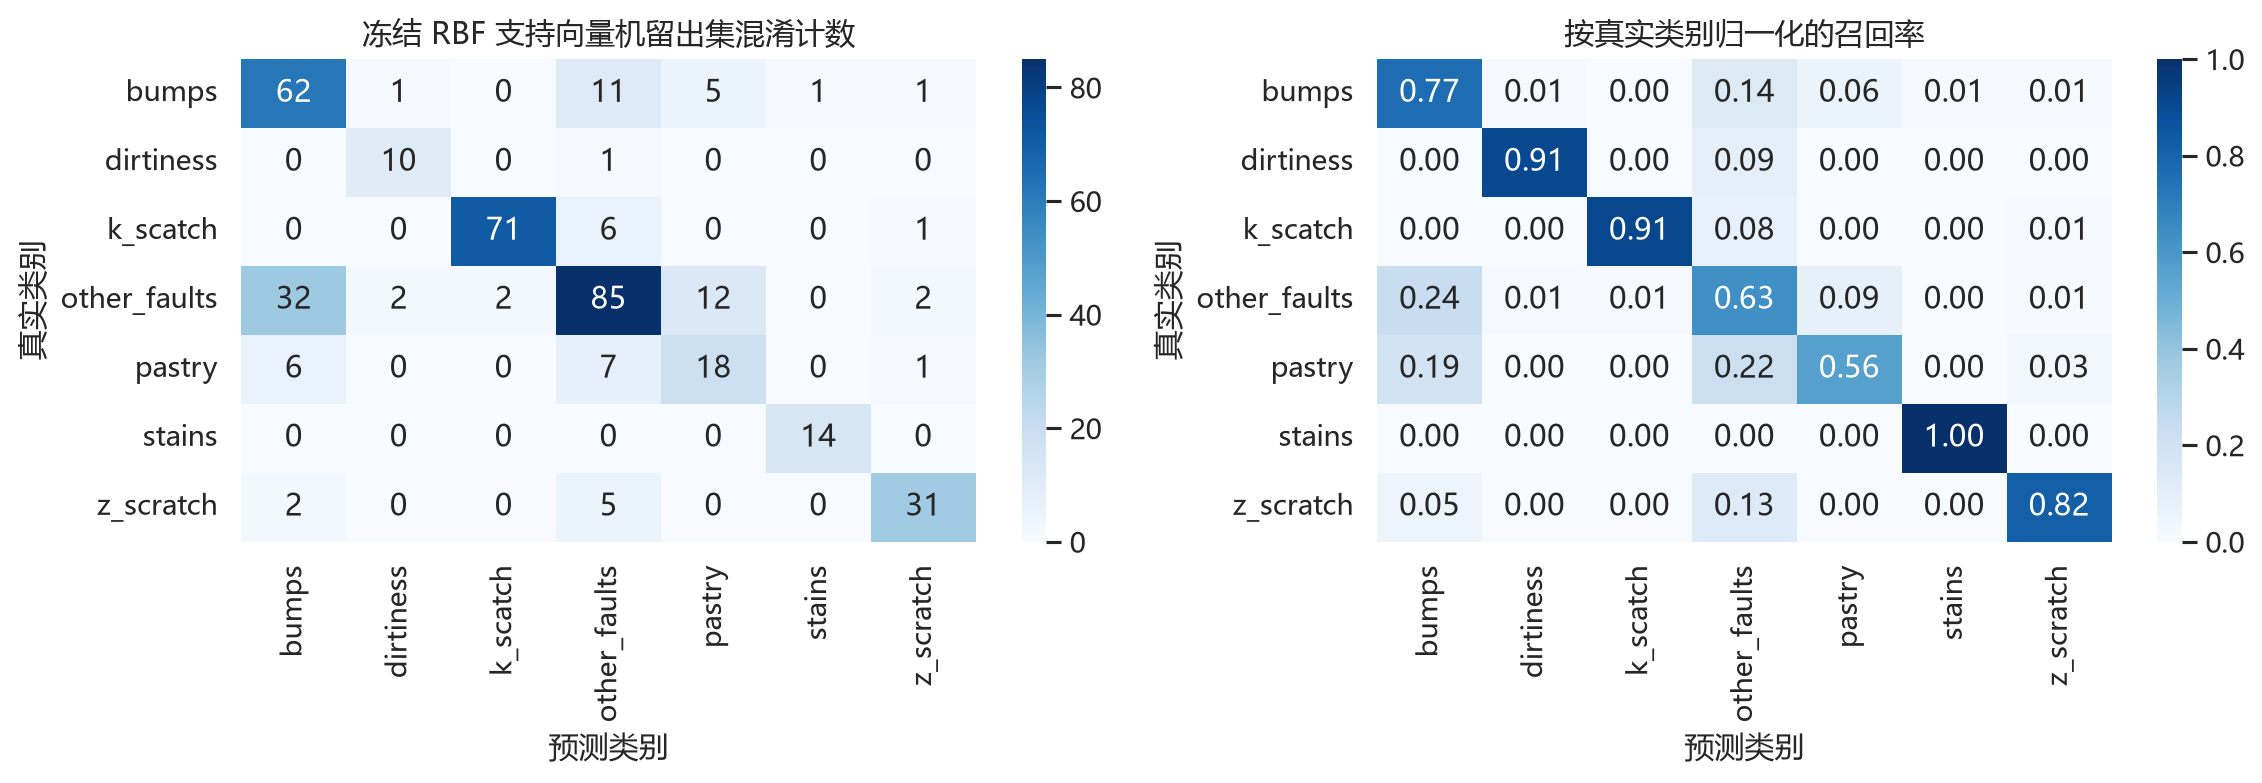 冻结 RBF 支持向量机留出集混淆计数
真实类别
bumps 62 1 0 11 5 1 1
dirtiness 0 10 0 1 0 0 0
k_scatch 0 0 71 6 0 0 1
other_faults 32 2 2 85 12 0 2
pastry 6 0 0 7 18 0 1
stains 0 0 0 0 0 14 0
z_scratch 2 0 0 5 0 0 31
bumps dirtiness k_scatch other_faults pastry stains z_scratch
预测类别
80
60
40
20
0
按真实类别归一化的召回率
真实类别
bumps 0.77 0.01 0.00 0.14 0.06 0.01 0.01
dirtiness 0.00 0.91 0.00 0.09 0.00 0.00 0.00
k_scatch 0.00 0.00 0.91 0.08 0.00 0.00 0.01
other_faults 0.24 0.01 0.01 0.63 0.09 0.00 0.01
pastry 0.19 0.00 0.00 0.22 0.56 0.00 0.03
stains 0.00 0.00 0.00 0.00 0.00 1.00 0.00
z_scratch 0.05 0.00 0.00 0.13 0.00 0.00 0.82
bumps dirtiness k_scatch other_faults pastry stains z_scratch
预测类别
1.0
0.8
0.6
0.4
0.2
0.0